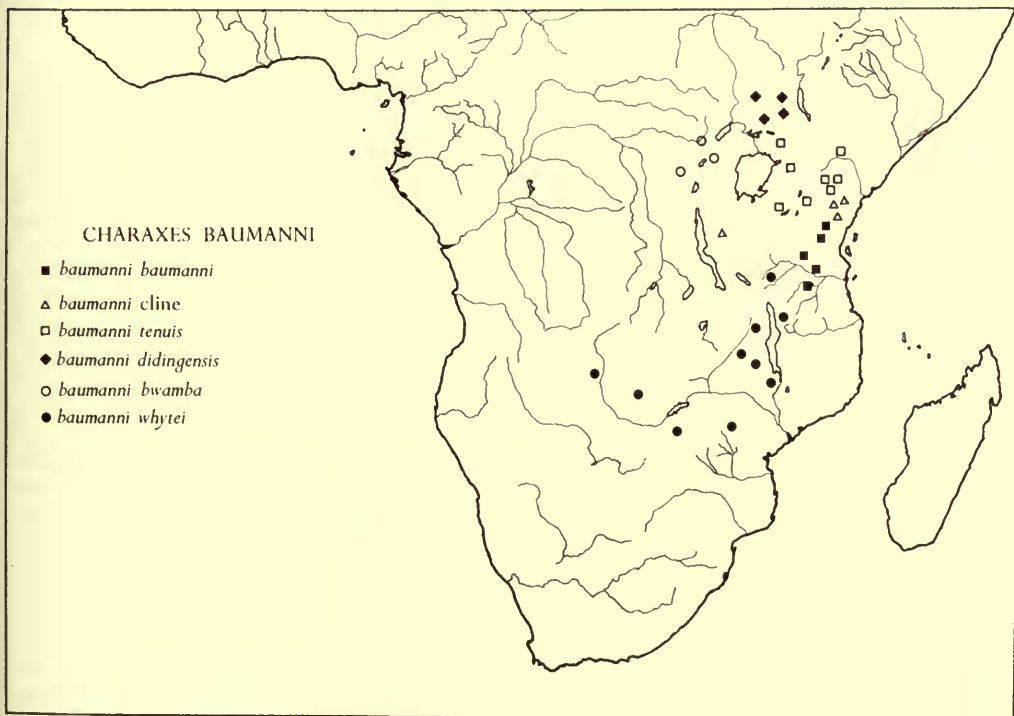 CHARAXES BAUMANNI
baumanni baumanni
baumanni cline
baumanni tenuis
baumanni didingensis
baumanni bwamba
baumanni whytei